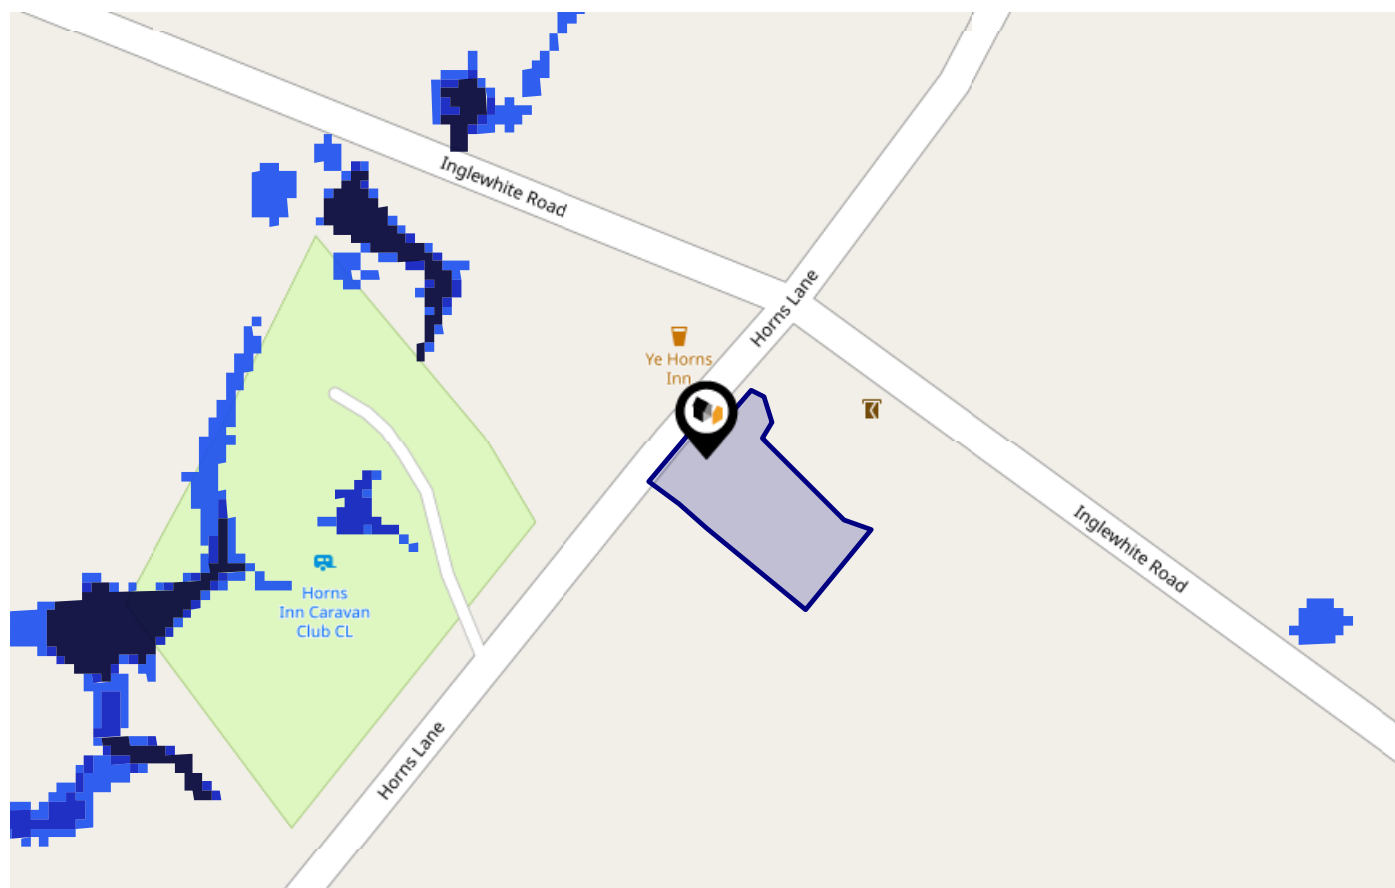 Inglewhite Road
Horns Lane
Ye Horns
Inn
Inglewhite Road
Horns
Inn Caravan
Club CL
Horns Lane